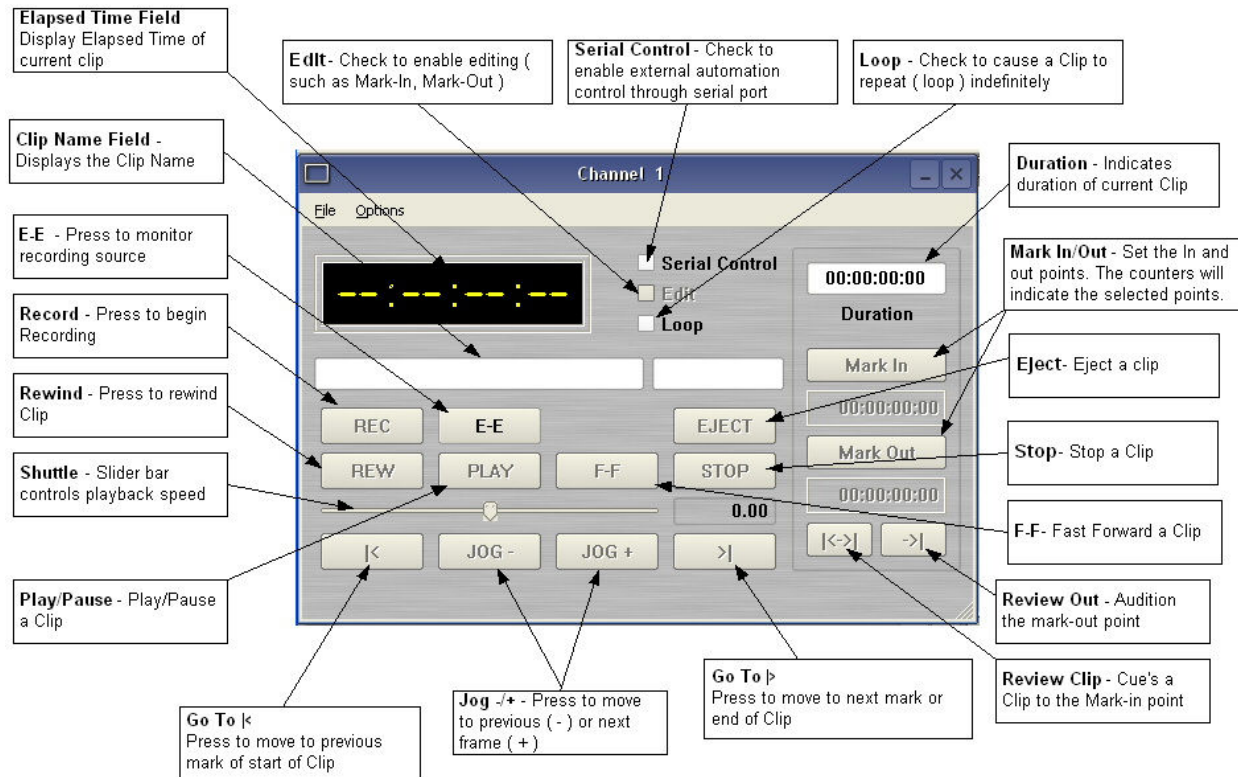 Elapsed Time Field
Display Elapsed Time of
current clip
EdIt- Check to enable editing (
such as Mark-In, Mark-Out )
Serial Control - Check to
enable external automation
control through serial port
Loop - Check to cause a Clip to
repeat ( loop ) indefinitely
Clip Name Field -
Displays the Clip Name
Duration - Indicates
duration of current Clip
E-E - Press to monitor
recording source
Mark In/Out - Set the In and
out points. The counters will
indicate the selected points.
Record - Press to begin
Recording
Eject- Eject a clip
Rewind - Press to rewind
Clip
Stop- Stop a Clip
Shuttle - Slider bar
controls playback speed
F-F- Fast Forward a Clip
Play/Pause - Play/Pause
a Clip
Review Out - Audition
the mark-out point
Review Clip - Cue's a
Clip to the Mark-in point
Go To |<
Press to move to previous
mark of start of Clip
Jog -/+ - Press to move
to previous ( - ) or next
frame ( + )
Go To |>
Press to move to next mark or
end of Clip
Channel 1
File Options
--:--:--:--
Serial Control
Edit
Loop
00:00:00:00
Duration
Mark In
00:00:00:00
Mark Out
00:00:00:00
REC E-E EJECT
REW PLAY F-F STOP
0.00
|< JOG - JOG + >|
|<->| ->|